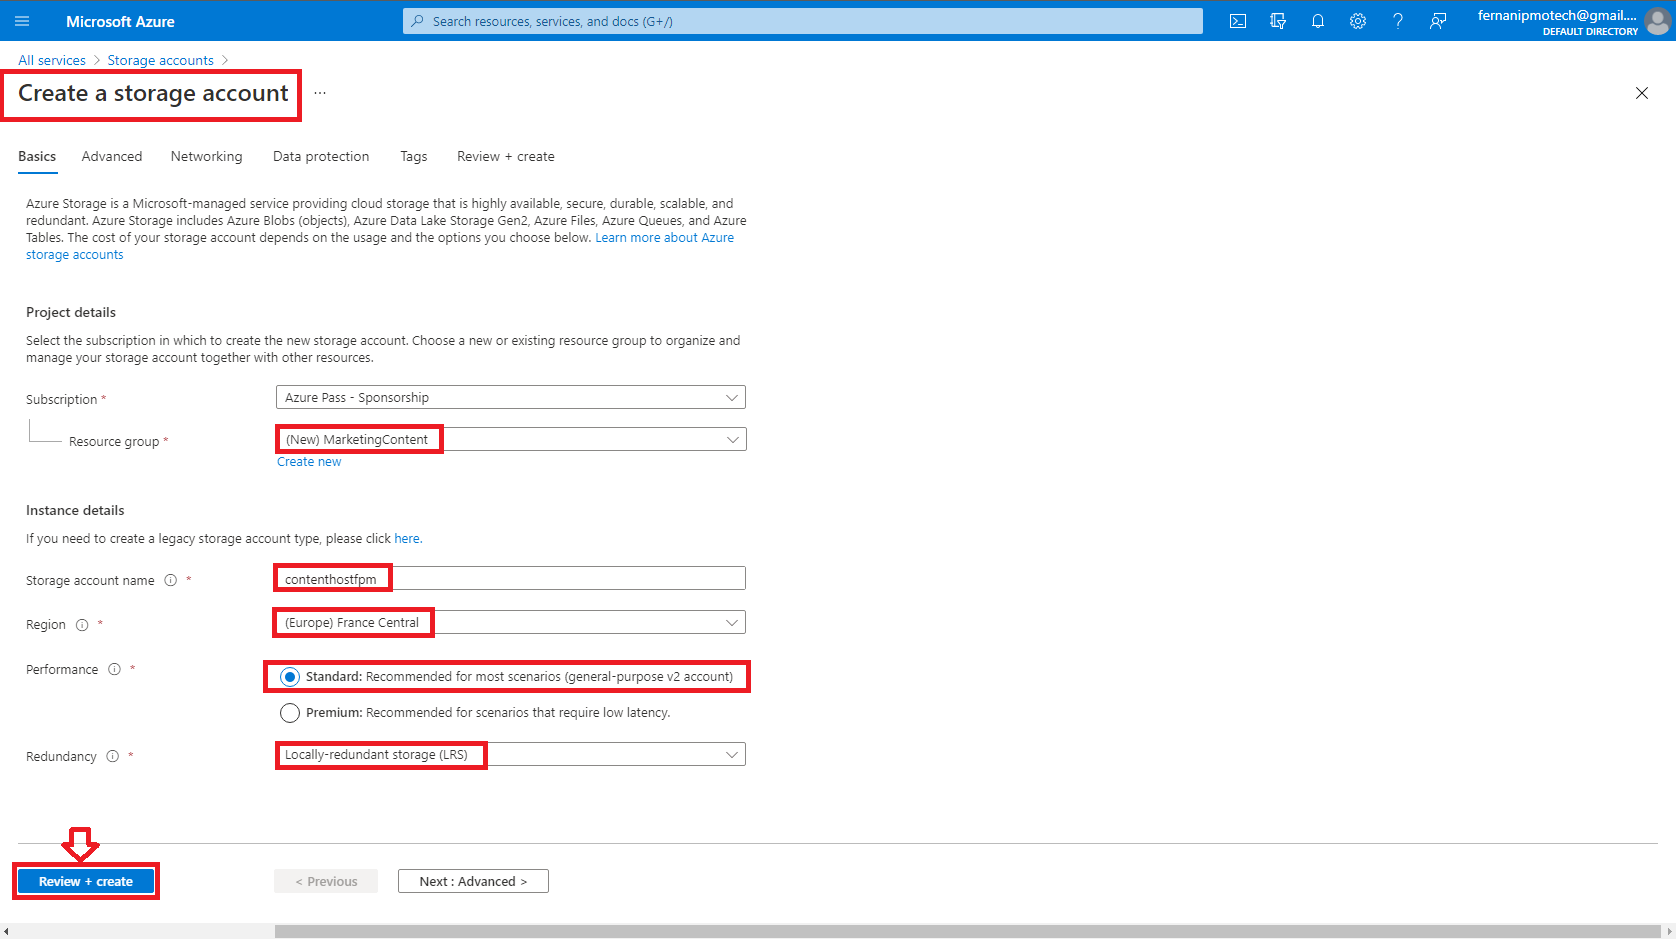 Microsoft Azure
Search resources, services, and docs (G+/)
fernanipmotech@gmail....
DEFAULT DIRECTORY
All services > Storage accounts >
Create a storage account ...
Basics Advanced Networking Data protection Tags Review + create
Azure Storage is a Microsoft-managed service providing cloud storage that is highly available, secure, durable, scalable, and
redundant. Azure Storage includes Azure Blobs (objects), Azure Data Lake Storage Gen2, Azure Files, Azure Queues, and Azure
Tables. The cost of your storage account depends on the usage and the options you choose below. Learn more about Azure
storage accounts
Project details
Select the subscription in which to create the new storage account. Choose a new or existing resource group to organize and
manage your storage account together with other resources.
Subscription * Azure Pass - Sponsorship
Resource group * (New) MarketingContent
Create new
Instance details
If you need to create a legacy storage account type, please click here.
Storage account name * contenthostfpm
Region * (Europe) France Central
Performance * Standard: Recommended for most scenarios (general-purpose v2 account)
Premium: Recommended for scenarios that require low latency.
Redundancy * Locally-redundant storage (LRS)
Review + create < Previous Next : Advanced >